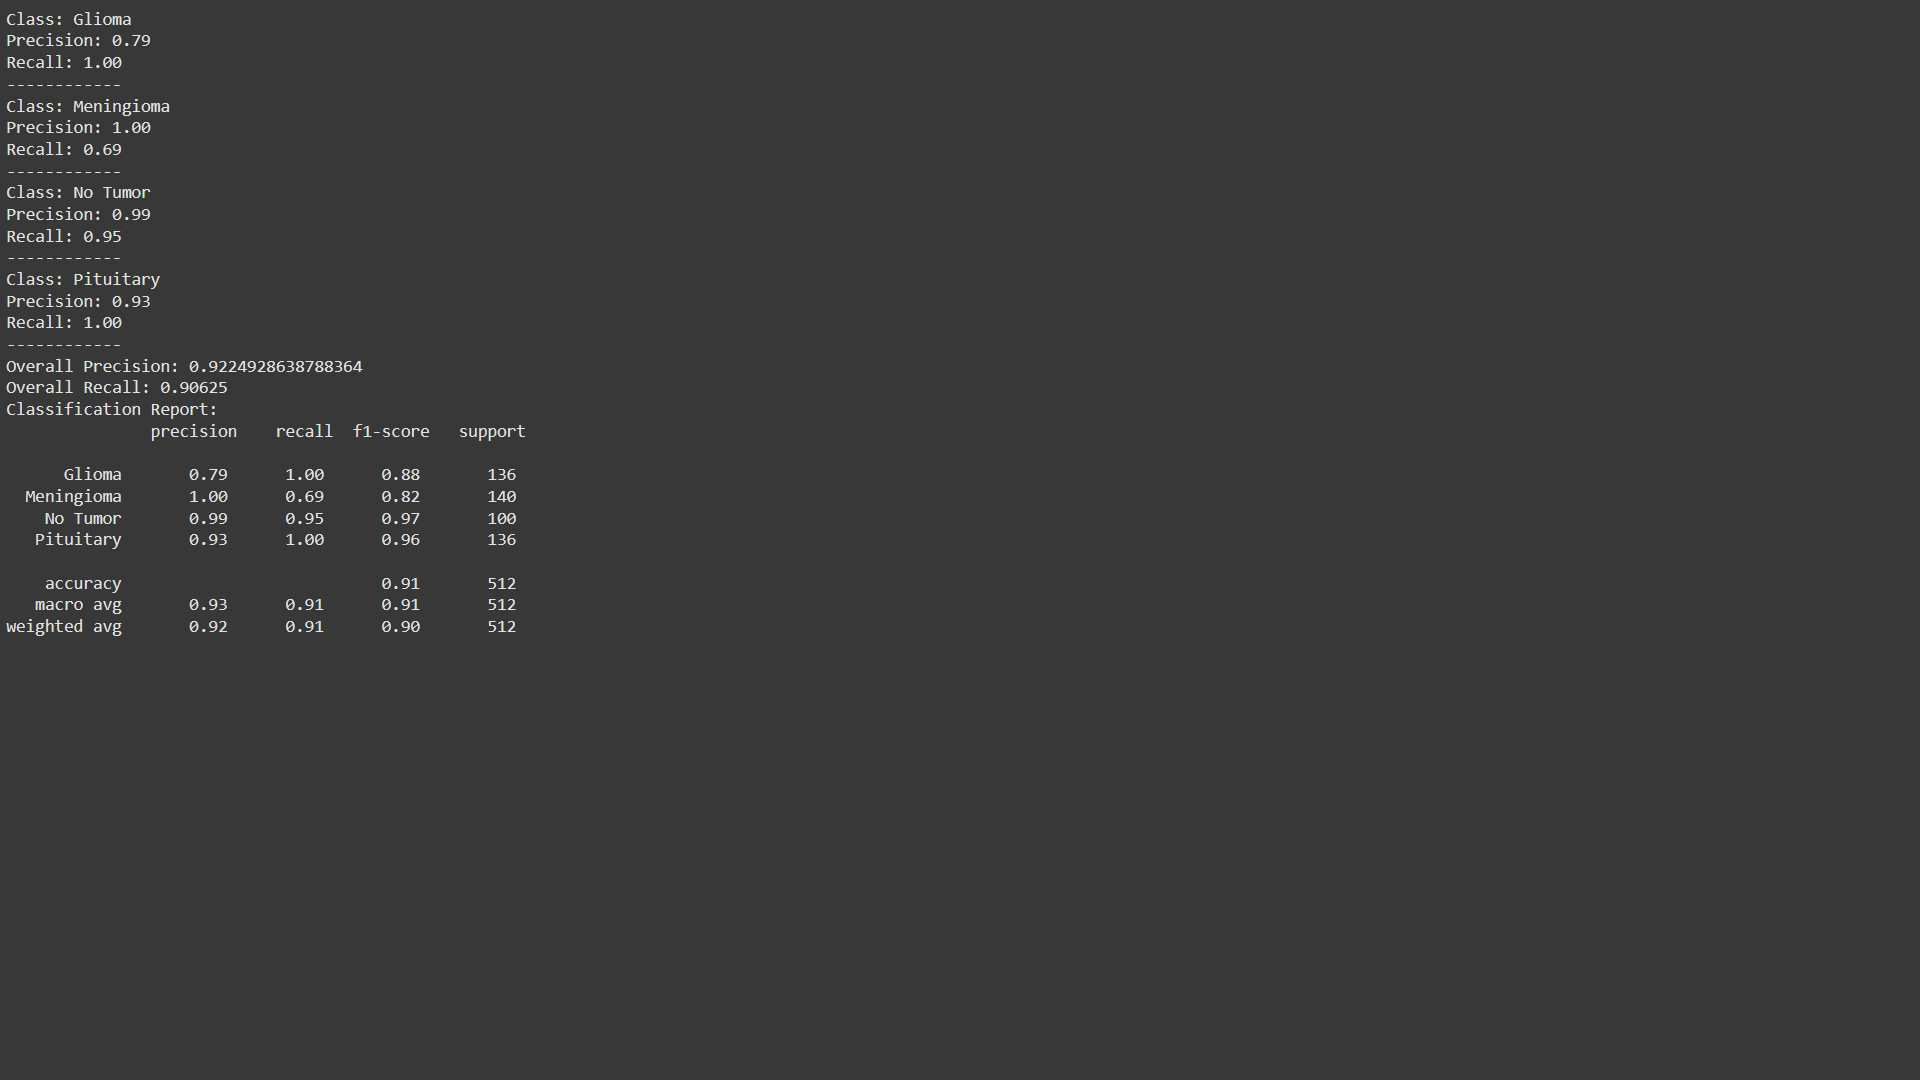 Class: Glioma
Precision: 0.79
Recall: 1.00
------------
Class: Meningioma
Precision: 1.00
Recall: 0.69
------------
Class: No Tumor
Precision: 0.99
Recall: 0.95
------------
Class: Pituitary
Precision: 0.93
Recall: 1.00
------------
Overall Precision: 0.9224928638788364
Overall Recall: 0.90625
Classification Report:
precision recall f1-score support
Glioma 0.79 1.00 0.88 136
Meningioma 1.00 0.69 0.82 140
No Tumor 0.99 0.95 0.97 100
Pituitary 0.93 1.00 0.96 136
accuracy 0.91 512
macro avg 0.93 0.91 0.91 512
weighted avg 0.92 0.91 0.90 512